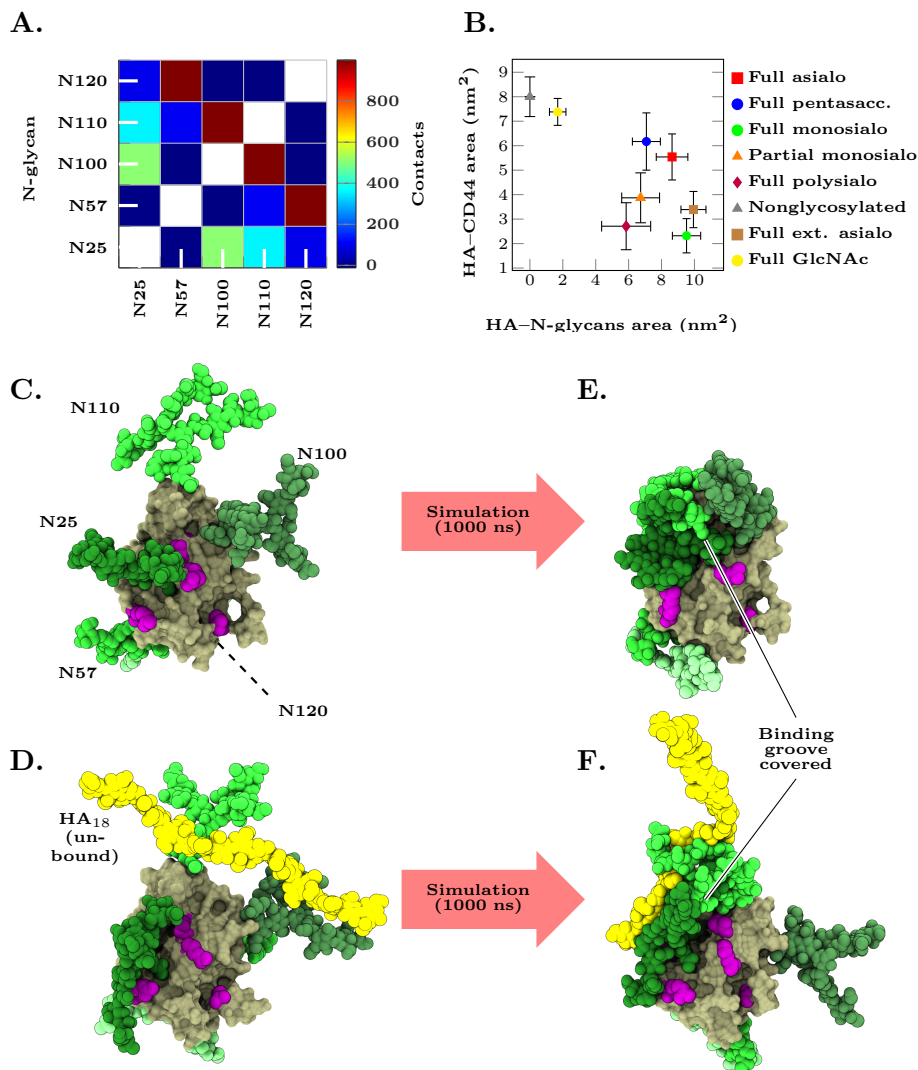 A.
N-glycan
N120
N110
N100
N57
N25
N25
N57
N100
N110
N120
800
600
400
200
0
Contacts
B.
HA–CD44 area (nm²)
9
8
7
6
5
4
3
2
1
0
2
4
6
8
10
HA–N-glycans area (nm²)
Full asialo
Full pentasacc.
Full monosialo
Partial monosialo
Full polysialo
Nonglycosylated
Full ext. asialo
Full GlcNAc
C.
N110
N100
N25
N57
N120
Simulation
(1000 ns)
E.
Binding
groove
covered
D.
HA₁₈
(un-
bound)
Simulation
(1000 ns)
F.